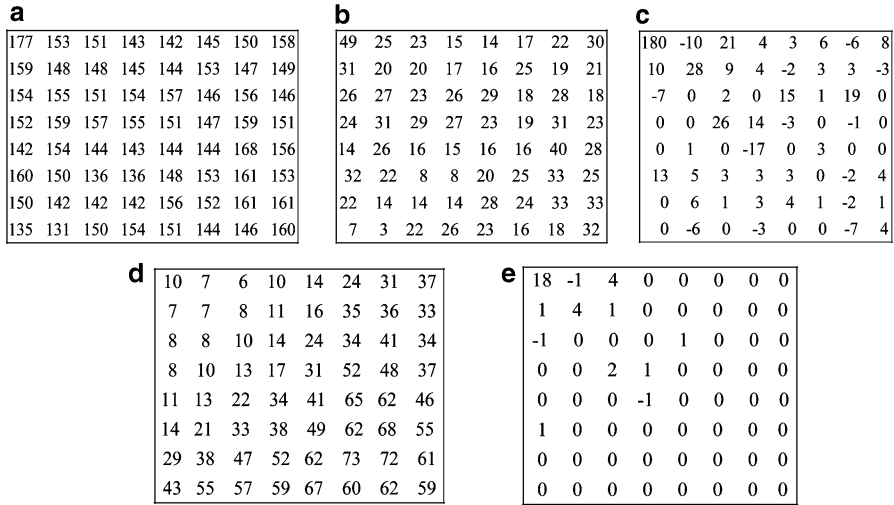 a
177 153 151 143 142 145 150 158
159 148 148 145 144 153 147 149
154 155 151 154 157 146 156 146
152 159 157 155 151 147 159 151
142 154 144 143 144 144 168 156
160 150 136 136 148 153 161 153
150 142 142 142 156 152 161 161
135 131 150 154 151 144 146 160
b
49 25 23 15 14 17 22 30
31 20 20 17 16 25 19 21
26 27 23 26 29 18 28 18
24 31 29 27 23 19 31 23
14 26 16 15 16 16 40 28
32 22 8 8 20 25 33 25
22 14 14 14 28 24 33 33
7 3 22 26 23 16 18 32
c
180 -10 21 4 3 6 -6 8
10 28 9 4 -2 3 3 -3
-7 0 2 0 15 1 19 0
0 0 26 14 -3 0 -1 0
0 1 0 -17 0 3 0 0
13 5 3 3 3 0 -2 4
0 6 1 3 4 1 -2 1
0 -6 0 -3 0 0 -7 4
d
10 7 6 10 14 24 31 37
7 7 8 11 16 35 36 33
8 8 10 14 24 34 41 34
8 10 13 17 31 52 48 37
11 13 22 34 41 65 62 46
14 21 33 38 49 62 68 55
29 38 47 52 62 73 72 61
43 55 57 59 67 60 62 59
e
18 -1 4 0 0 0 0 0
1 4 1 0 0 0 0 0
-1 0 0 0 1 0 0 0
0 0 2 1 0 0 0 0
0 0 0 -1 0 0 0 0
1 0 0 0 0 0 0 0
0 0 0 0 0 0 0 0
0 0 0 0 0 0 0 0